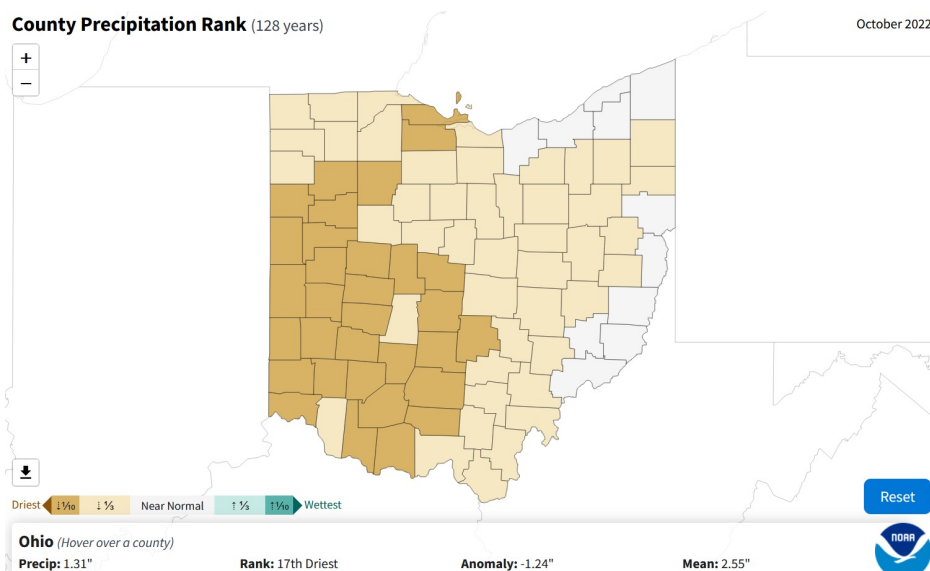 County Precipitation Rank (128 years)
October 2022
+
−
Driest ↓⅒ ↓⅓ Near Normal ↑⅓ ↑⅒ Wettest
Reset
Ohio (Hover over a county)
NOAA
Precip: 1.31" Rank: 17th Driest Anomaly: -1.24" Mean: 2.55"